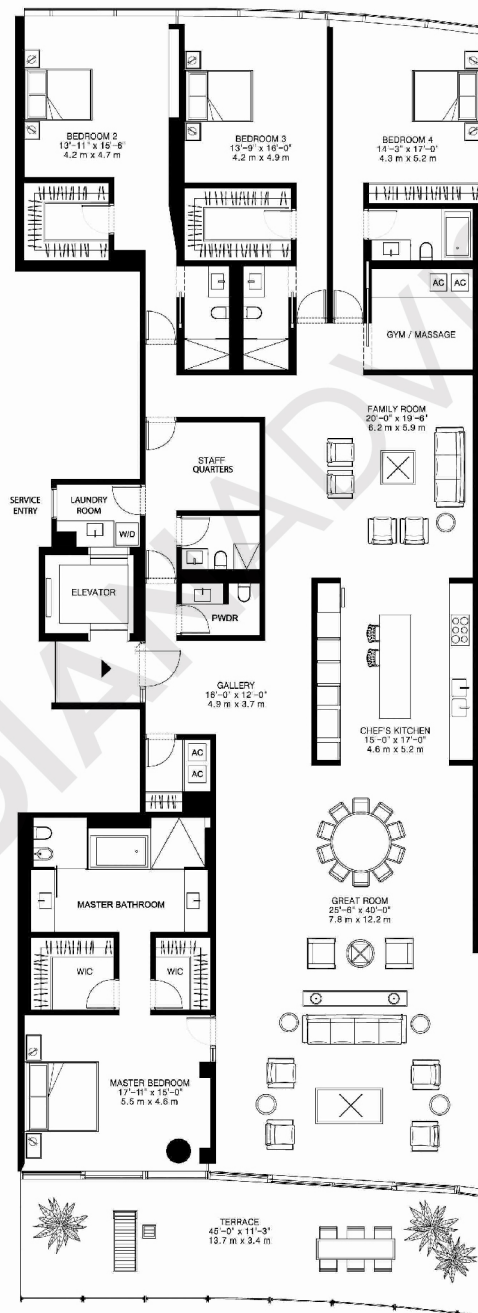 BEDROOM 2
13'-11" x 15'-6"
4.2 m x 4.7 m
BEDROOM 3
13'-9" x 16'-0"
4.2 m x 4.9 m
BEDROOM 4
14'-3" x 17'-0"
4.3 m x 5.2 m
AC
AC
GYM / MASSAGE
FAMILY ROOM
20'-0" x 19'-6"
6.2 m x 5.9 m
STAFF
QUARTERS
SERVICE
ENTRY
LAUNDRY
ROOM
W/D
ELEVATOR
PWDR
GALLERY
16'-0" x 12'-0"
4.9 m x 3.7 m
CHEF'S KITCHEN
15'-0" x 17'-0"
4.6 m x 5.2 m
AC
AC
MASTER BATHROOM
GREAT ROOM
25'-6" x 40'-0"
7.8 m x 12.2 m
WIC
WIC
MASTER BEDROOM
17'-11" x 15'-0"
5.5 m x 4.6 m
TERRACE
45'-0" x 11'-3"
13.7 m x 3.4 m